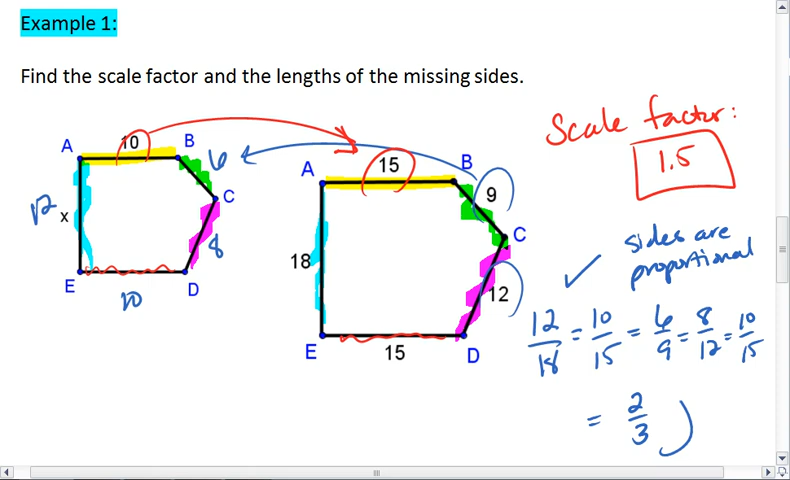 Example 1:
Find the scale factor and the lengths of the missing sides.
Scale factor:
1.5
A 10 B
6
C
12
x
8
E 10 D
A 15 B
9
C
18
12
E 15 D
sides are
proportional
12/18 = 10/15 = 6/9 = 8/12 = 10/15
= 2/3